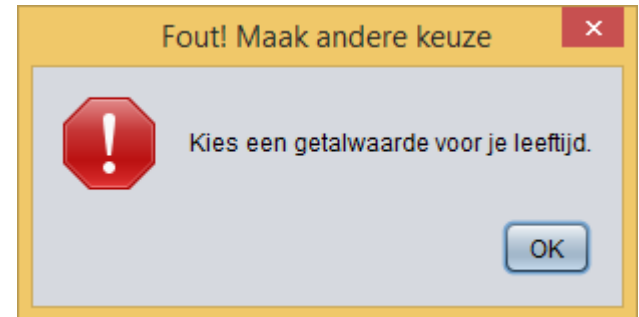 Fout! Maak andere keuze
Kies een getalwaarde voor je leeftijd.
OK